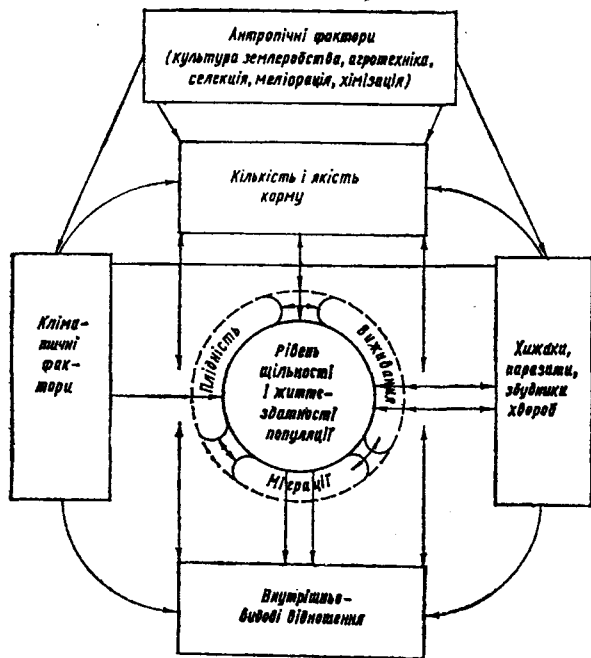 Антропічні фактори
(культура землеробства, агротехніка,
селекція, меліорація, хімізація)
Кількість і якість
корму
Кліма-
тичні
фак-
тори
Плідність
Виживання
Рівень
щільності
і життє-
здатності
популяції
Міграції
Хижаки,
паразити,
збудники
хвороб
Внутрішньо-
видові відношення